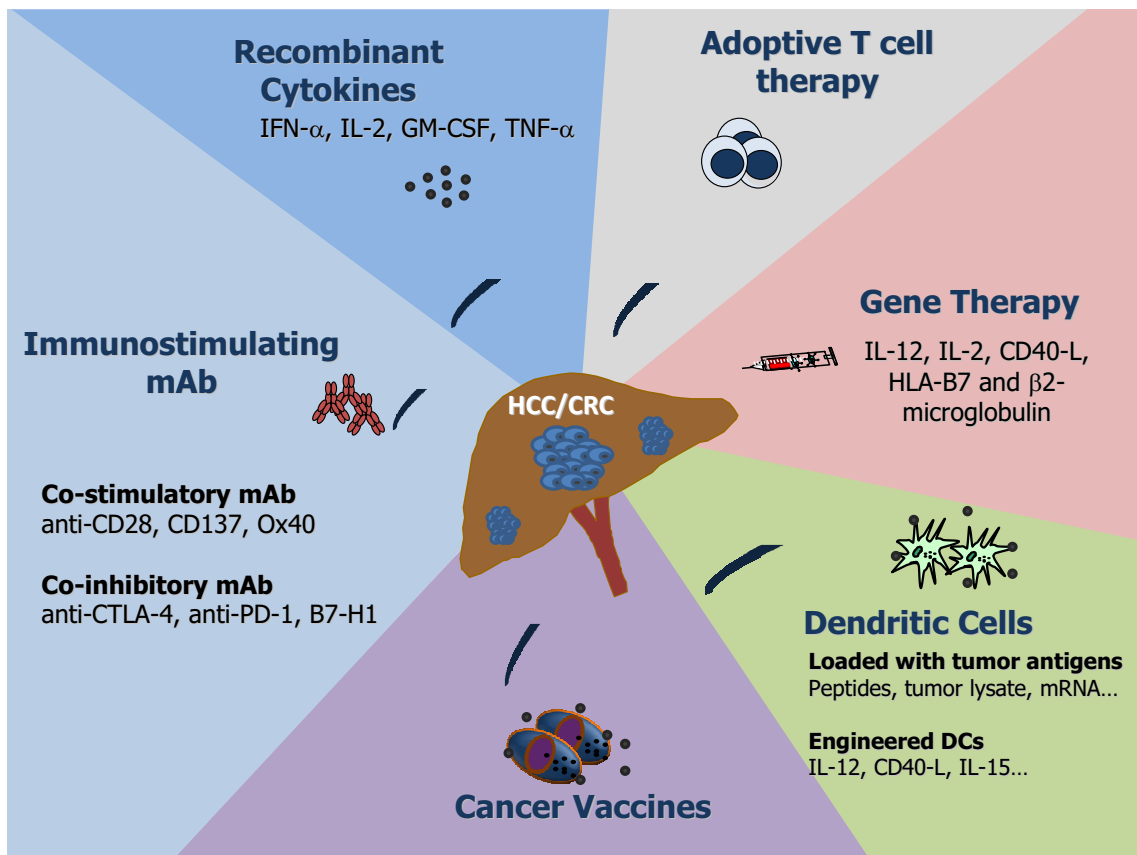 Recombinant
Cytokines
IFN-α, IL-2, GM-CSF, TNF-α
Adoptive T cell
therapy
Gene Therapy
IL-12, IL-2, CD40-L,
HLA-B7 and β2-
microglobulin
Immunostimulating
mAb
Co-stimulatory mAb
anti-CD28, CD137, Ox40
Co-inhibitory mAb
anti-CTLA-4, anti-PD-1, B7-H1
HCC/CRC
Dendritic Cells
Loaded with tumor antigens
Peptides, tumor lysate, mRNA…
Engineered DCs
IL-12, CD40-L, IL-15…
Cancer Vaccines